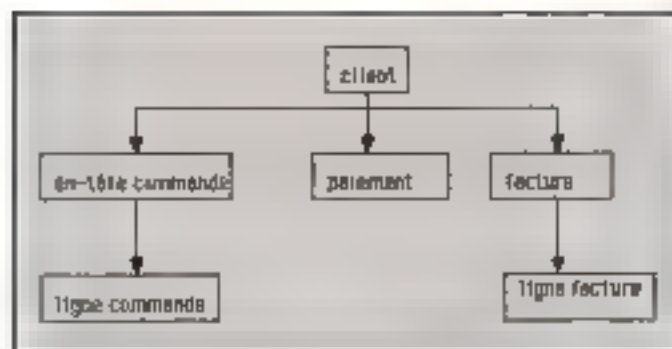 client
en-tête commande
paiement
facture
ligne commande
ligne facture